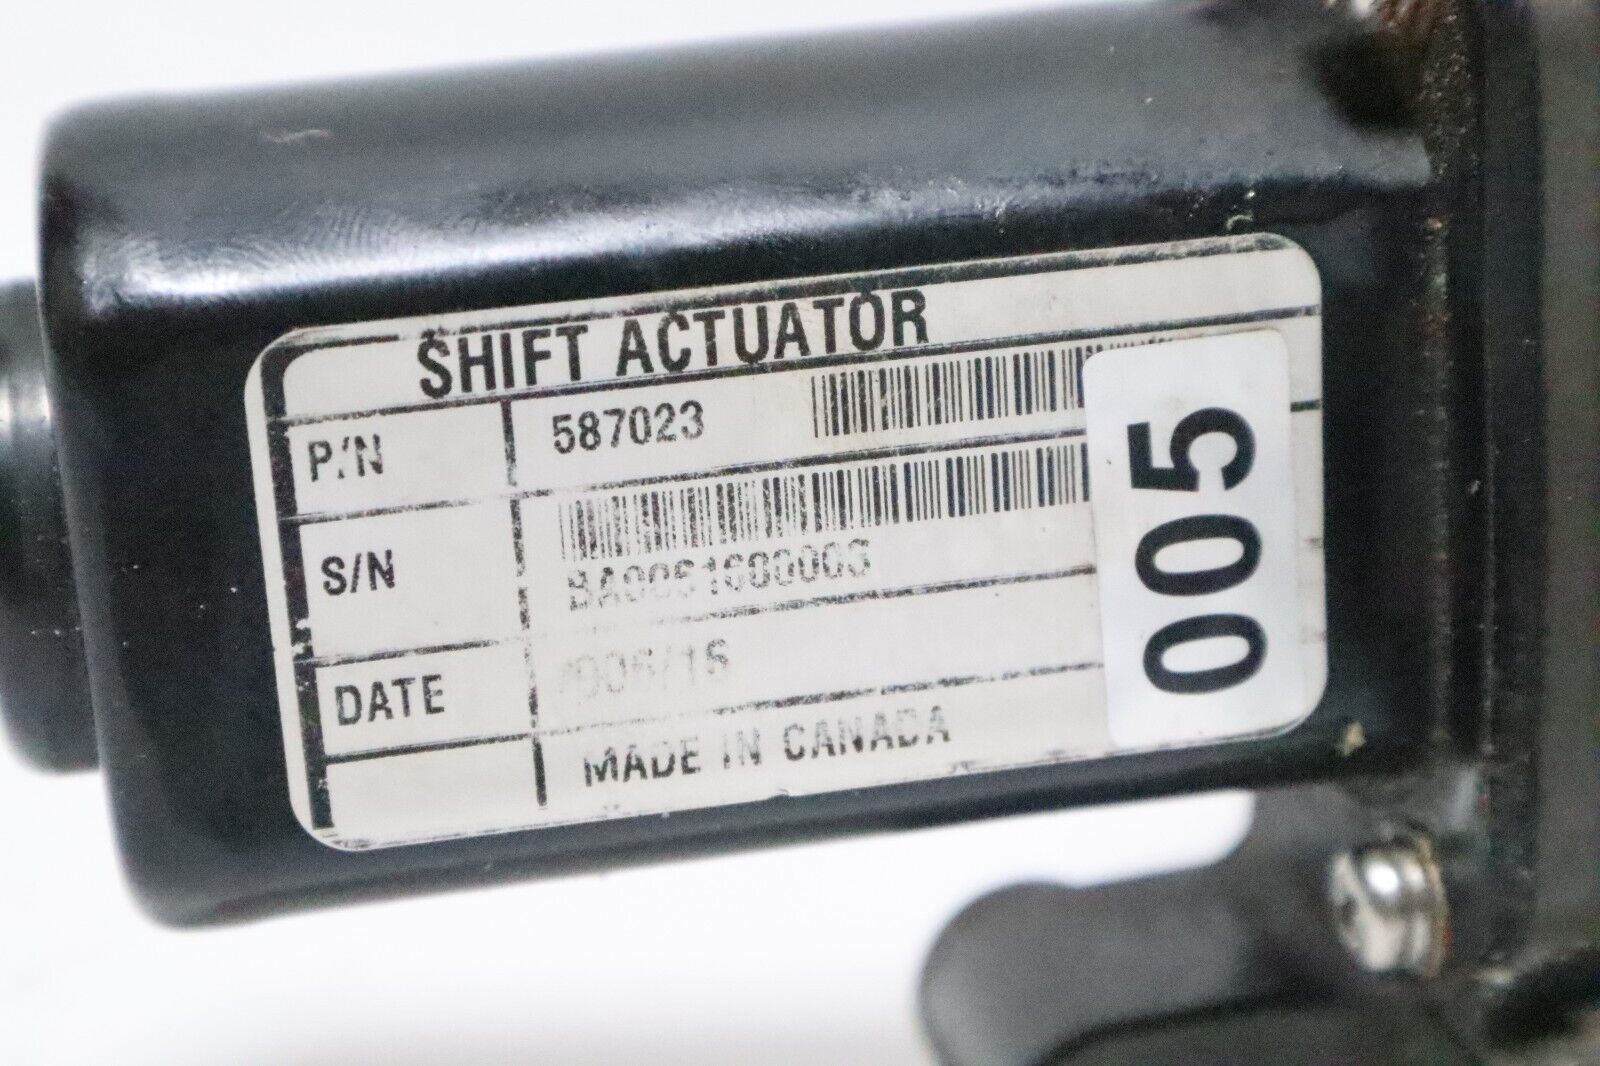 SHIFT ACTUATOR
P/N 587023
S/N
DATE
MADE IN CANADA
005